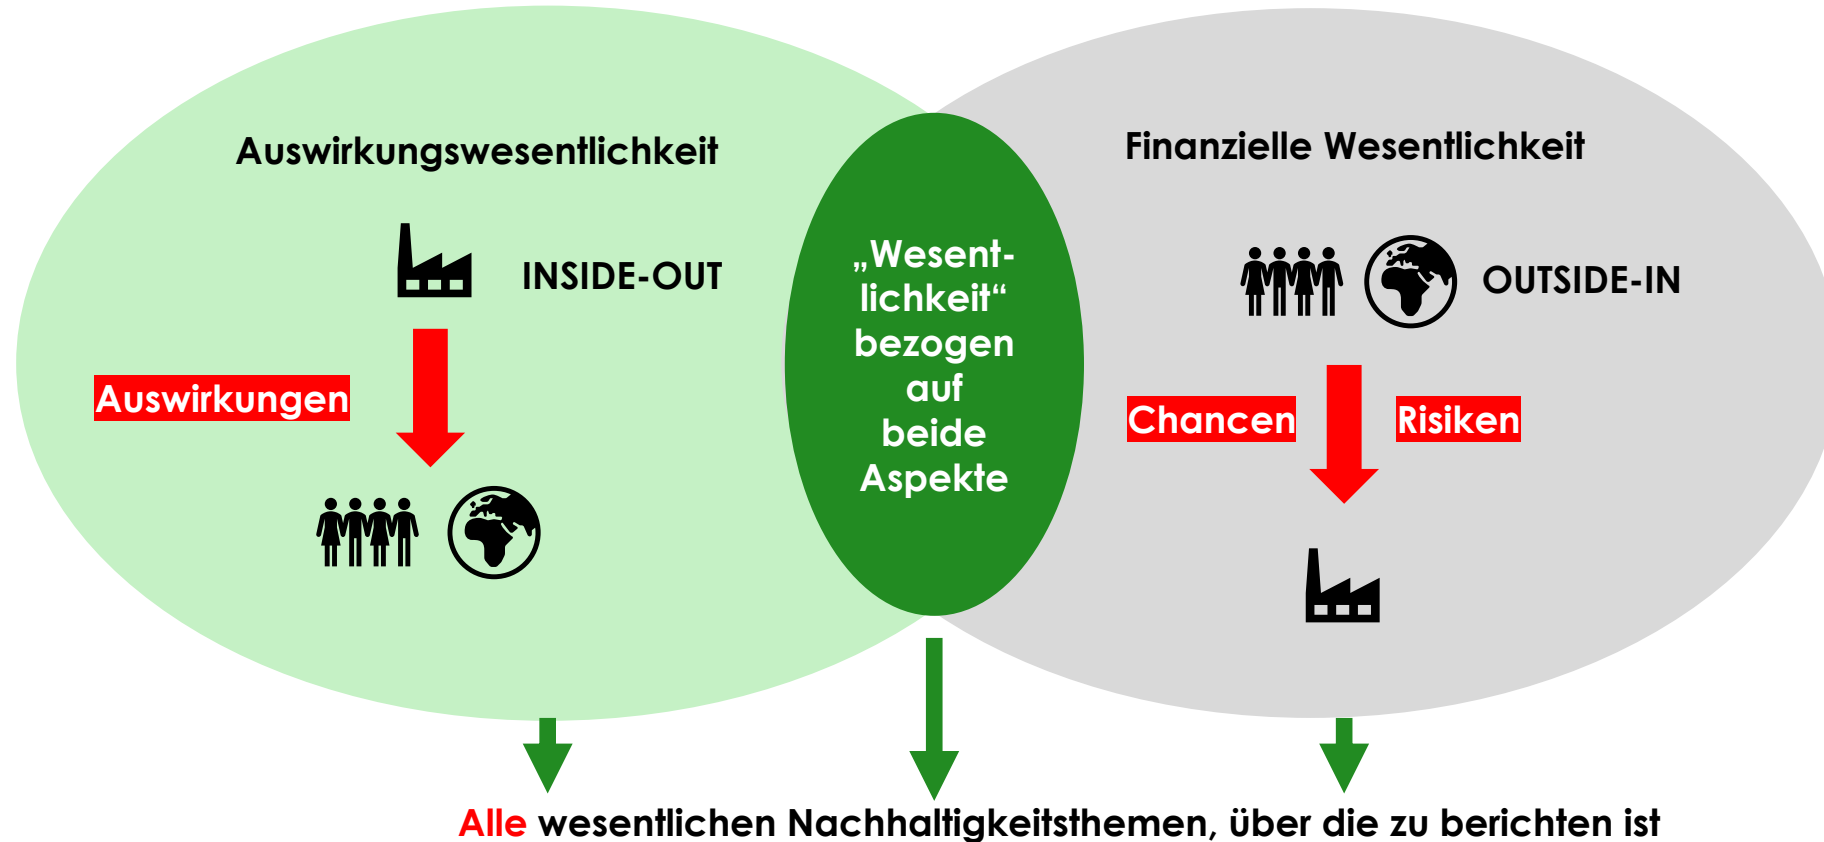 Auswirkungswesentlichkeit
INSIDE-OUT
Auswirkungen
„Wesent-
lichkeit“
bezogen
auf
beide
Aspekte
Finanzielle Wesentlichkeit
OUTSIDE-IN
Chancen
Risiken
Alle wesentlichen Nachhaltigkeitsthemen, über die zu berichten ist